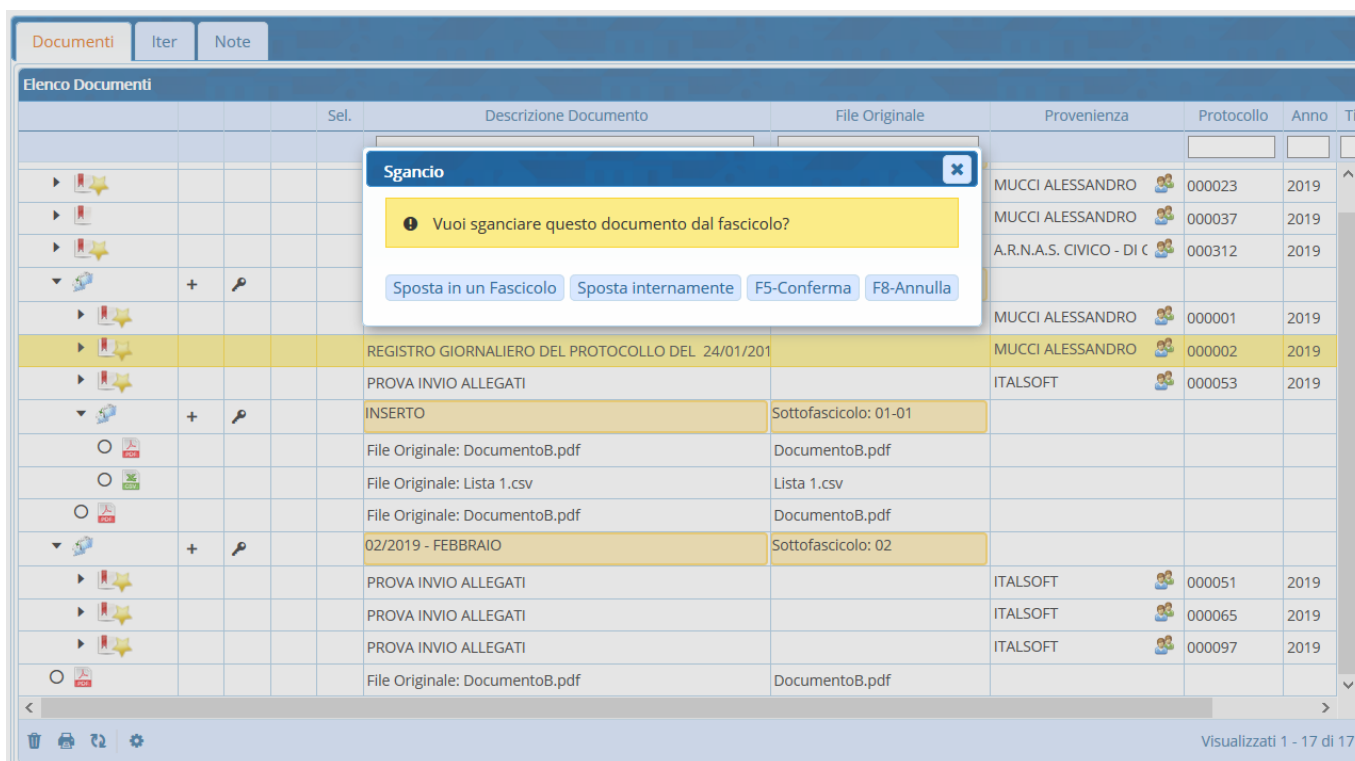 Documenti Iter Note
Elenco Documenti
Sel. Descrizione Documento File Originale Provenienza Protocollo Anno
Sgancio
Vuoi sganciare questo documento dal fascicolo?
Sposta in un Fascicolo Sposta internamente F5-Conferma F8-Annulla
MUCCI ALESSANDRO 000023 2019
MUCCI ALESSANDRO 000037 2019
A.R.N.A.S. CIVICO - DI 000312 2019
+
MUCCI ALESSANDRO 000001 2019
REGISTRO GIORNALIERO DEL PROTOCOLLO DEL 24/01/201 MUCCI ALESSANDRO 000002 2019
PROVA INVIO ALLEGATI ITALSOFT 000053 2019
+ INSERTO Sottofascicolo: 01-01
PDF File Originale: DocumentoB.pdf DocumentoB.pdf
CSV File Originale: Lista 1.csv Lista 1.csv
PDF File Originale: DocumentoB.pdf DocumentoB.pdf
+ 02/2019 - FEBBRAIO Sottofascicolo: 02
PROVA INVIO ALLEGATI ITALSOFT 000051 2019
PROVA INVIO ALLEGATI ITALSOFT 000065 2019
PROVA INVIO ALLEGATI ITALSOFT 000097 2019
PDF File Originale: DocumentoB.pdf DocumentoB.pdf
Visualizzati 1 - 17 di 17